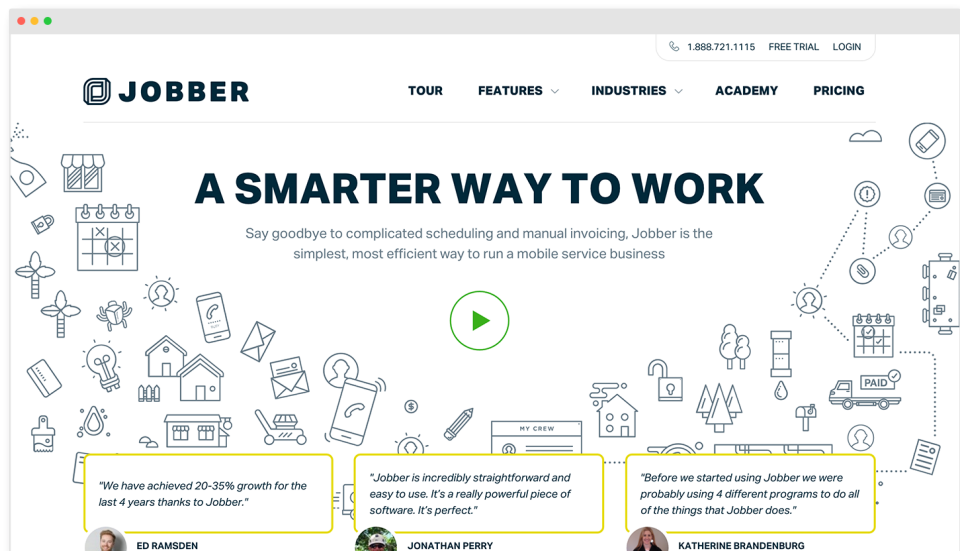 1.888.721.1115 FREE TRIAL LOGIN
JOBBER
TOUR FEATURES INDUSTRIES ACADEMY PRICING
A SMARTER WAY TO WORK
Say goodbye to complicated scheduling and manual invoicing, Jobber is the
simplest, most efficient way to run a mobile service business
PAID
$
MY CREW
"We have achieved 20-35% growth for the
last 4 years thanks to Jobber."
ED RAMSDEN
"Jobber is incredibly straightforward and
easy to use. It's a really powerful piece of
software. It's perfect."
JONATHAN PERRY
"Before we started using Jobber we were
probably using 4 different programs to do all
of the things that Jobber does."
KATHERINE BRANDENBURG